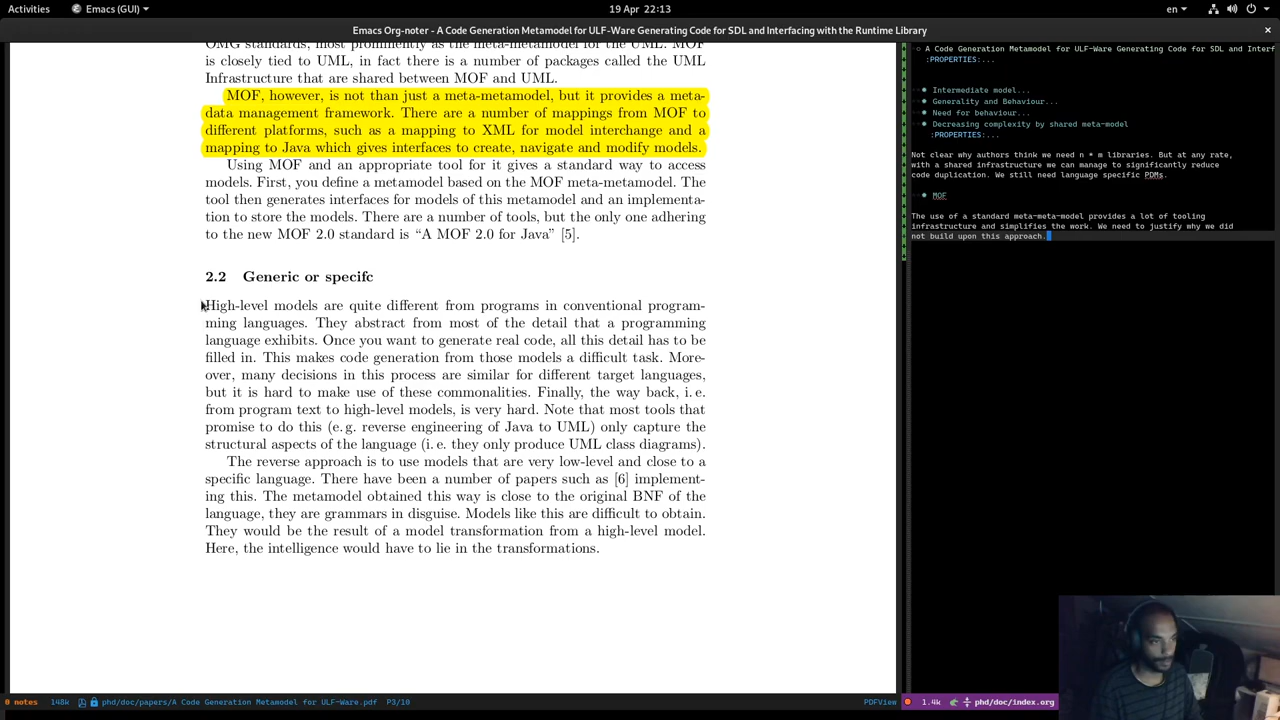 Activities
Emacs (GUI)
19 Apr 22:13
en
Emacs Org-noter - A Code Generation Metamodel for ULF-Ware Generating Code for SDL and Interfacing with the Runtime Library
OMG standards, most prominently as the meta-metamodel for the UML. MOF
is closely tied to UML, in fact there is a number of packages called the UML
Infrastructure that are shared between MOF and UML.
MOF, however, is not than just a meta-metamodel, but it provides a meta-
data management framework. There are a number of mappings from MOF to
different platforms, such as a mapping to XML for model interchange and a
mapping to Java which gives interfaces to create, navigate and modify models.
Using MOF and an appropriate tool for it gives a standard way to access
models. First, you define a metamodel based on the MOF meta-metamodel. The
tool then generates interfaces for models of this metamodel and an implementa-
tion to store the models. There are a number of tools, but the only one adhering
to the new MOF 2.0 standard is “A MOF 2.0 for Java” [5].
2.2 Generic or specifc
High-level models are quite different from programs in conventional program-
ming languages. They abstract from most of the detail that a programming
language exhibits. Once you want to generate real code, all this detail has to be
filled in. This makes code generation from those models a difficult task. More-
over, many decisions in this process are similar for different target languages,
but it is hard to make use of these commonalities. Finally, the way back, i. e.
from program text to high-level models, is very hard. Note that most tools that
promise to do this (e. g. reverse engineering of Java to UML) only capture the
structural aspects of the language (i. e. they only produce UML class diagrams).
The reverse approach is to use models that are very low-level and close to a
specific language. There have been a number of papers such as [6] implement-
ing this. The metamodel obtained this way is close to the original BNF of the
language, they are grammars in disguise. Models like this are difficult to obtain.
They would be the result of a model transformation from a high-level model.
Here, the intelligence would have to lie in the transformations.
0 notes 148k phd/doc/papers/A Code Generation Metamodel for ULF-Ware.pdf P3/10 PDFView
A Code Generation Metamodel for ULF-Ware Generating Code for SDL and Interf
:PROPERTIES:...
Intermediate model...
Generality and Behaviour...
Need for behaviour...
Decreasing complexity by shared meta-model
:PROPERTIES:...
Not clear why authors think we need n * m libraries. But at any rate,
with a shared infrastructure we can manage to significantly reduce
code duplication. We still need language specific PDMs.
MOF
The use of a standard meta-meta-model provides a lot of tooling
infrastructure and simplifies the work. We need to justify why we did
not build upon this approach.
1.4k phd/doc/index.org